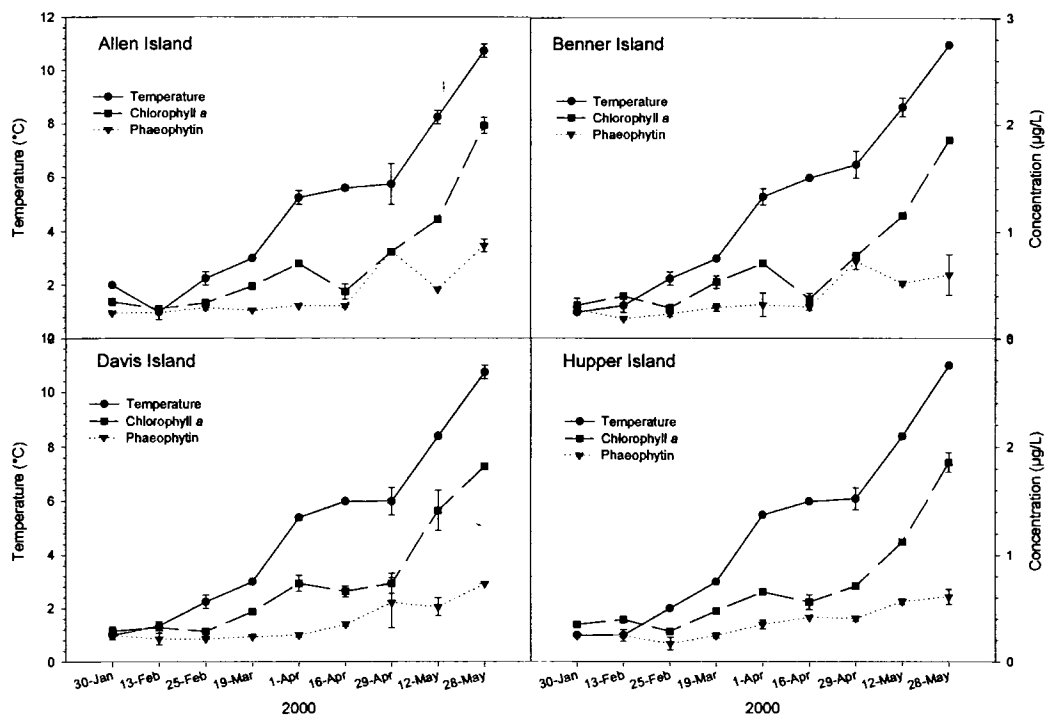 Allen Island
Temperature
Chlorophyll a
Phaeophytin
Temperature (°C)
12
10
8
6
4
2
Benner Island
Temperature
Chlorophyll a
Phaeophytin
3
2
1
Concentration (µg/L)
Davis Island
Temperature
Chlorophyll a
Phaeophytin
Temperature (°C)
10
8
6
4
2
0
30-Jan 13-Feb 25-Feb 19-Mar 1-Apr 16-Apr 29-Apr 12-May 28-May
2000
Hupper Island
Temperature
Chlorophyll a
Phaeophytin
2
1
0
Concentration (µg/L)
30-Jan 13-Feb 25-Feb 19-Mar 1-Apr 16-Apr 29-Apr 12-May 28-May
2000